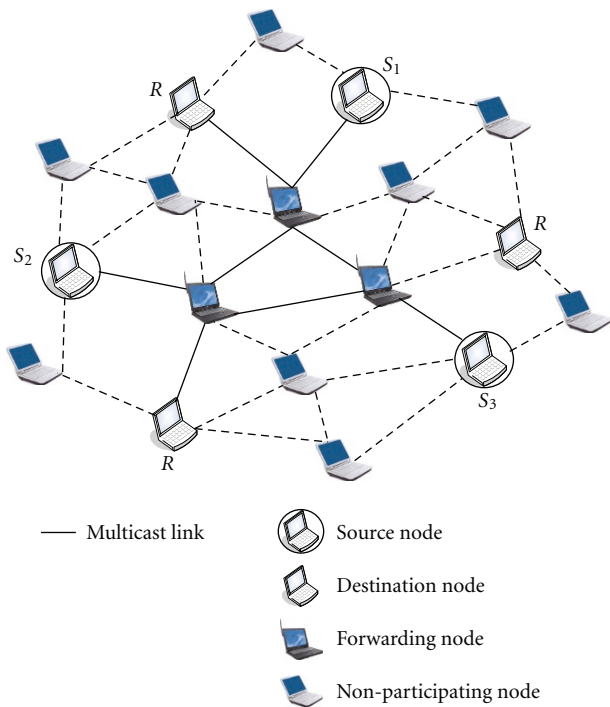 S1
R
S2
R
S3
R
Multicast link
Source node
Destination node
Forwarding node
Non-participating node